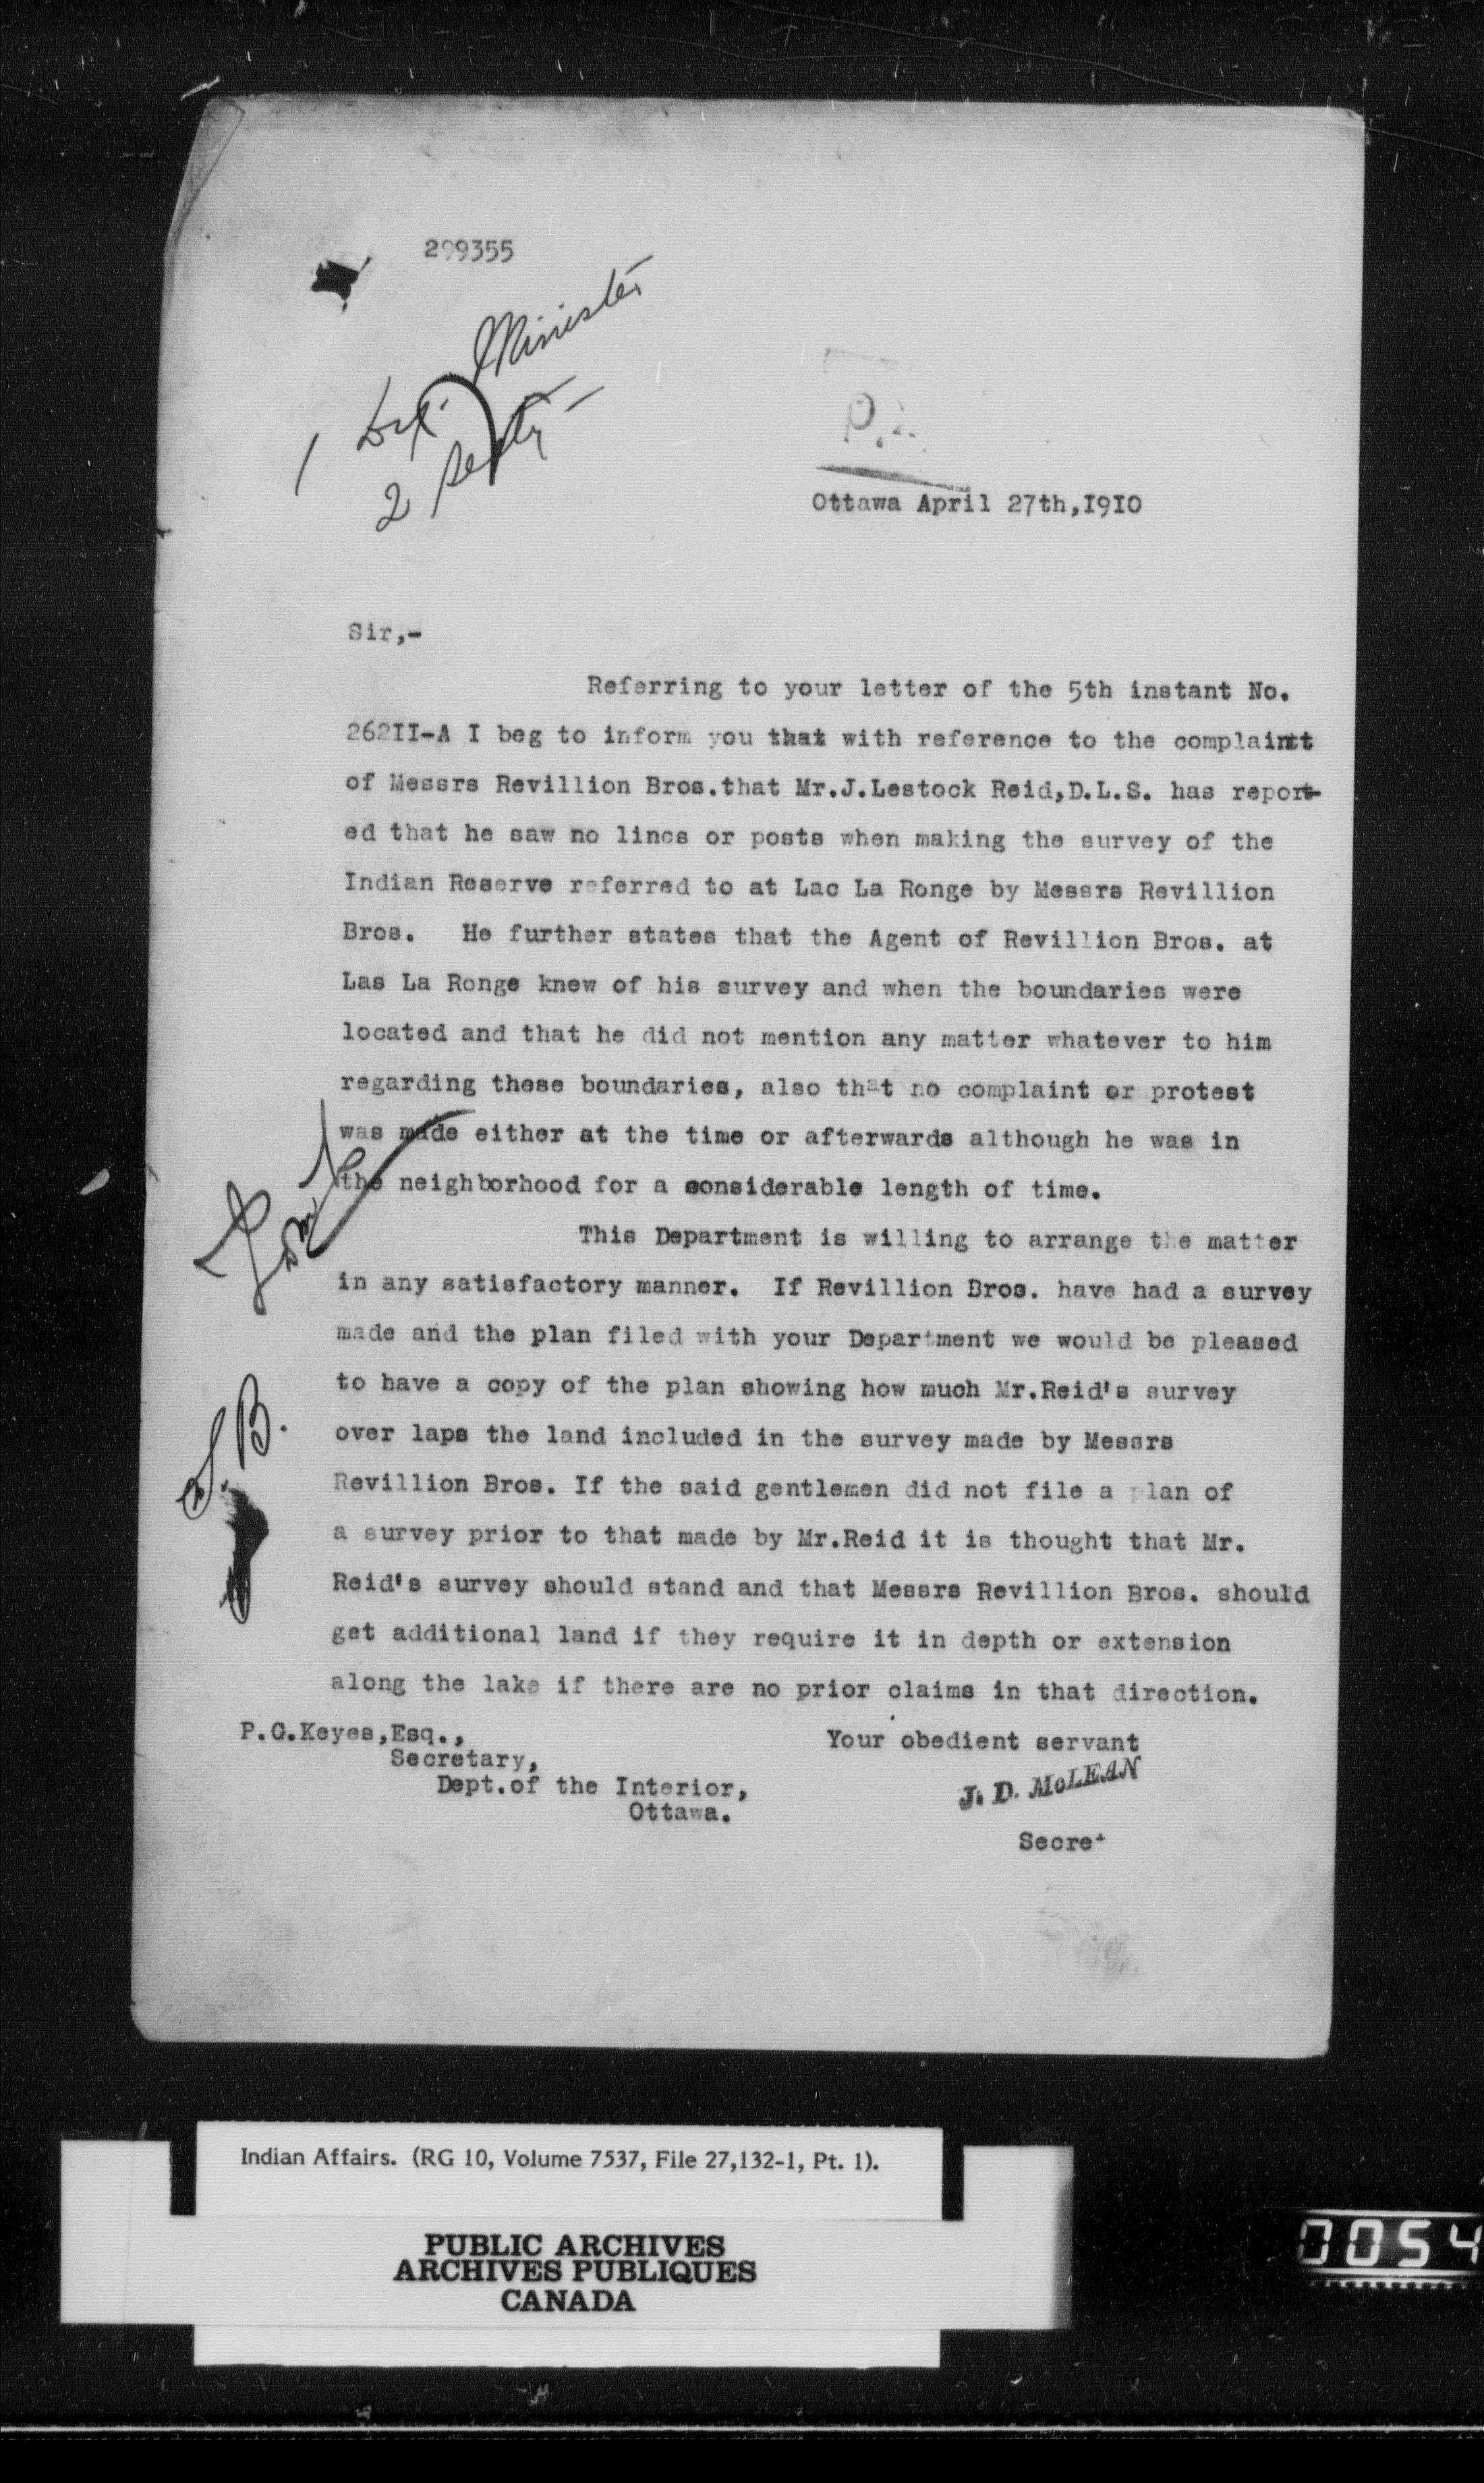 299355
Minister
1 Dept.
2 Secty
Ottawa April 27th,I9IO
Sir,-
Referring to your letter of the 5th instant No.
262II-A I beg to inform you that with reference to the complaintt
of Messrs Revillion Bros.that Mr.J.Lestock Reid,D.L.S. has report-
ed that he saw no lines or posts when making the survey of the
Indian Reserve referred to at Lac La Ronge by Messrs Revillion
Bros. He further states that the Agent of Revillion Bros. at
Las La Ronge knew of his survey and when the boundaries were
located and that he did not mention any matter whatever to him
regarding these boundaries, also that no complaint or protest
was made either at the time or afterwards although he was in
the neighborhood for a considerable length of time.
This Department is willing to arrange the matter
in any satisfactory manner. If Revillion Bros. have had a survey
made and the plan filed with your Department we would be pleased
to have a copy of the plan showing how much Mr.Reid's survey
over laps the land included in the survey made by Messrs
Revillion Bros. If the said gentlemen did not file a plan of
a survey prior to that made by Mr.Reid it is thought that Mr.
Reid's survey should stand and that Messrs Revillion Bros. should
get additional land if they require it in depth or extension
along the lake if there are no prior claims in that direction.
P.G.Keyes,Esq.,
Secretary,
Dept.of the Interior,
Ottawa.
Your obedient servant
J. D. McLEAN
Secret
S.B.
Indian Affairs. (RG 10, Volume 7537, File 27,132-1, Pt. 1).
PUBLIC ARCHIVES
ARCHIVES PUBLIQUES
CANADA
0054